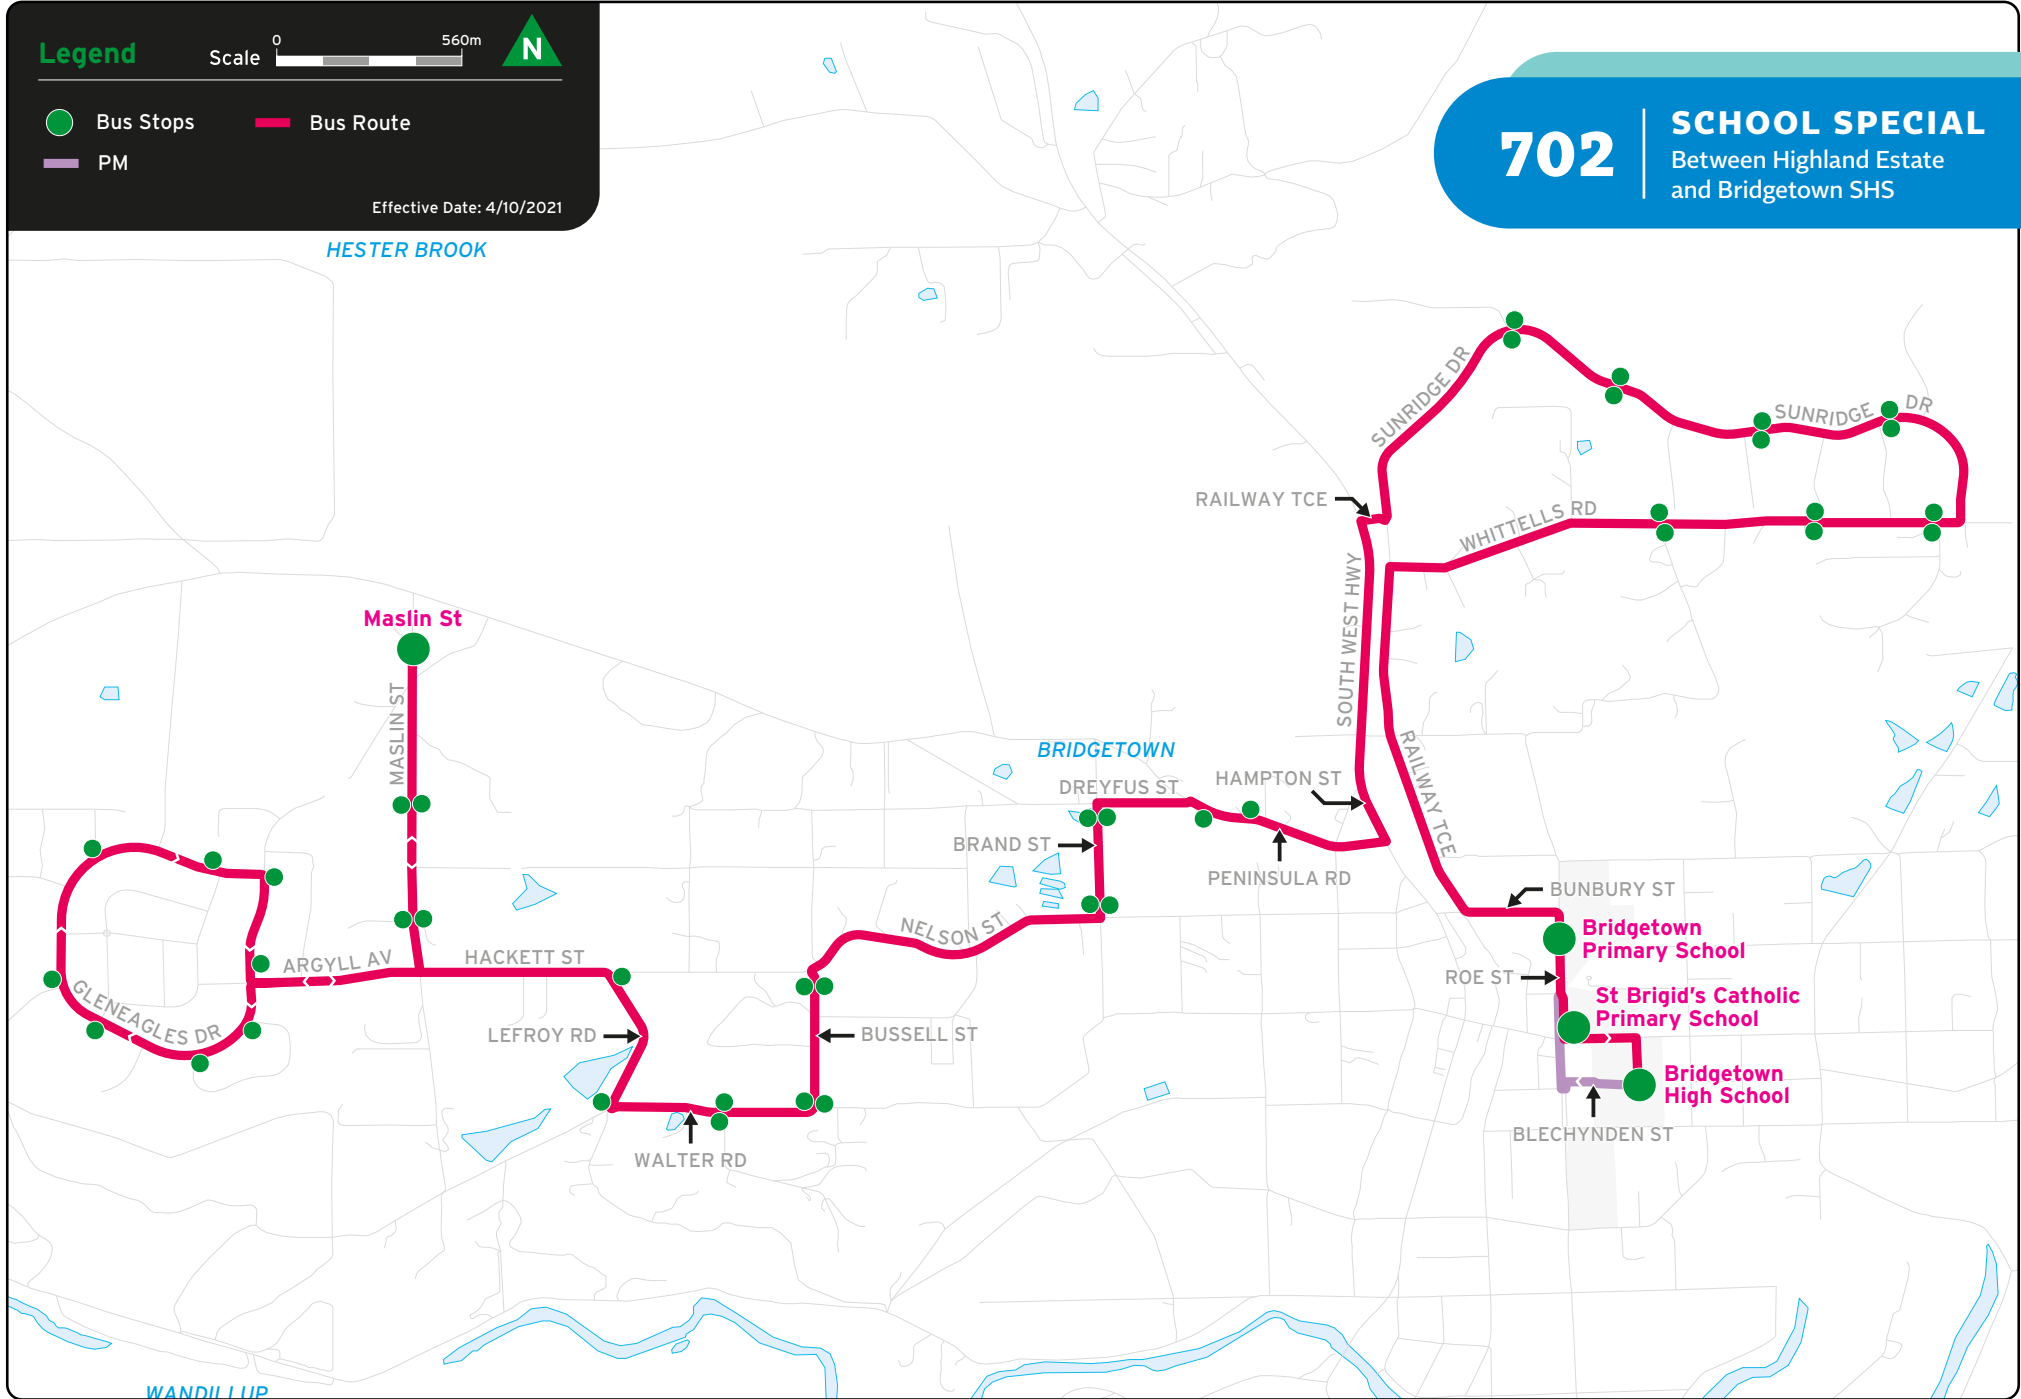 Legend
Scale
0
560m
N
Bus Stops
Bus Route
PM
Effective Date: 4/10/2021
702
SCHOOL SPECIAL
Between Highland Estate
and Bridgetown SHS
HESTER BROOK
SUNRIDGE DR
SUNRIDGE DR
RAILWAY TCE
WHITTELLS RD
SOUTH WEST HWY
Maslin St
MASLIN ST
BRIDGETOWN
DREYFUS ST
HAMPTON ST
RAILWAY TCE
BRAND ST
PENINSULA RD
BUNBURY ST
NELSON ST
Bridgetown
Primary School
ARGYLL AV
HACKETT ST
ROE ST
GLENEAGLES DR
St Brigid's Catholic
Primary School
LEFROY RD
BUSSELL ST
Bridgetown
High School
BLECHYNDEN ST
WALTER RD
WANDILLUP